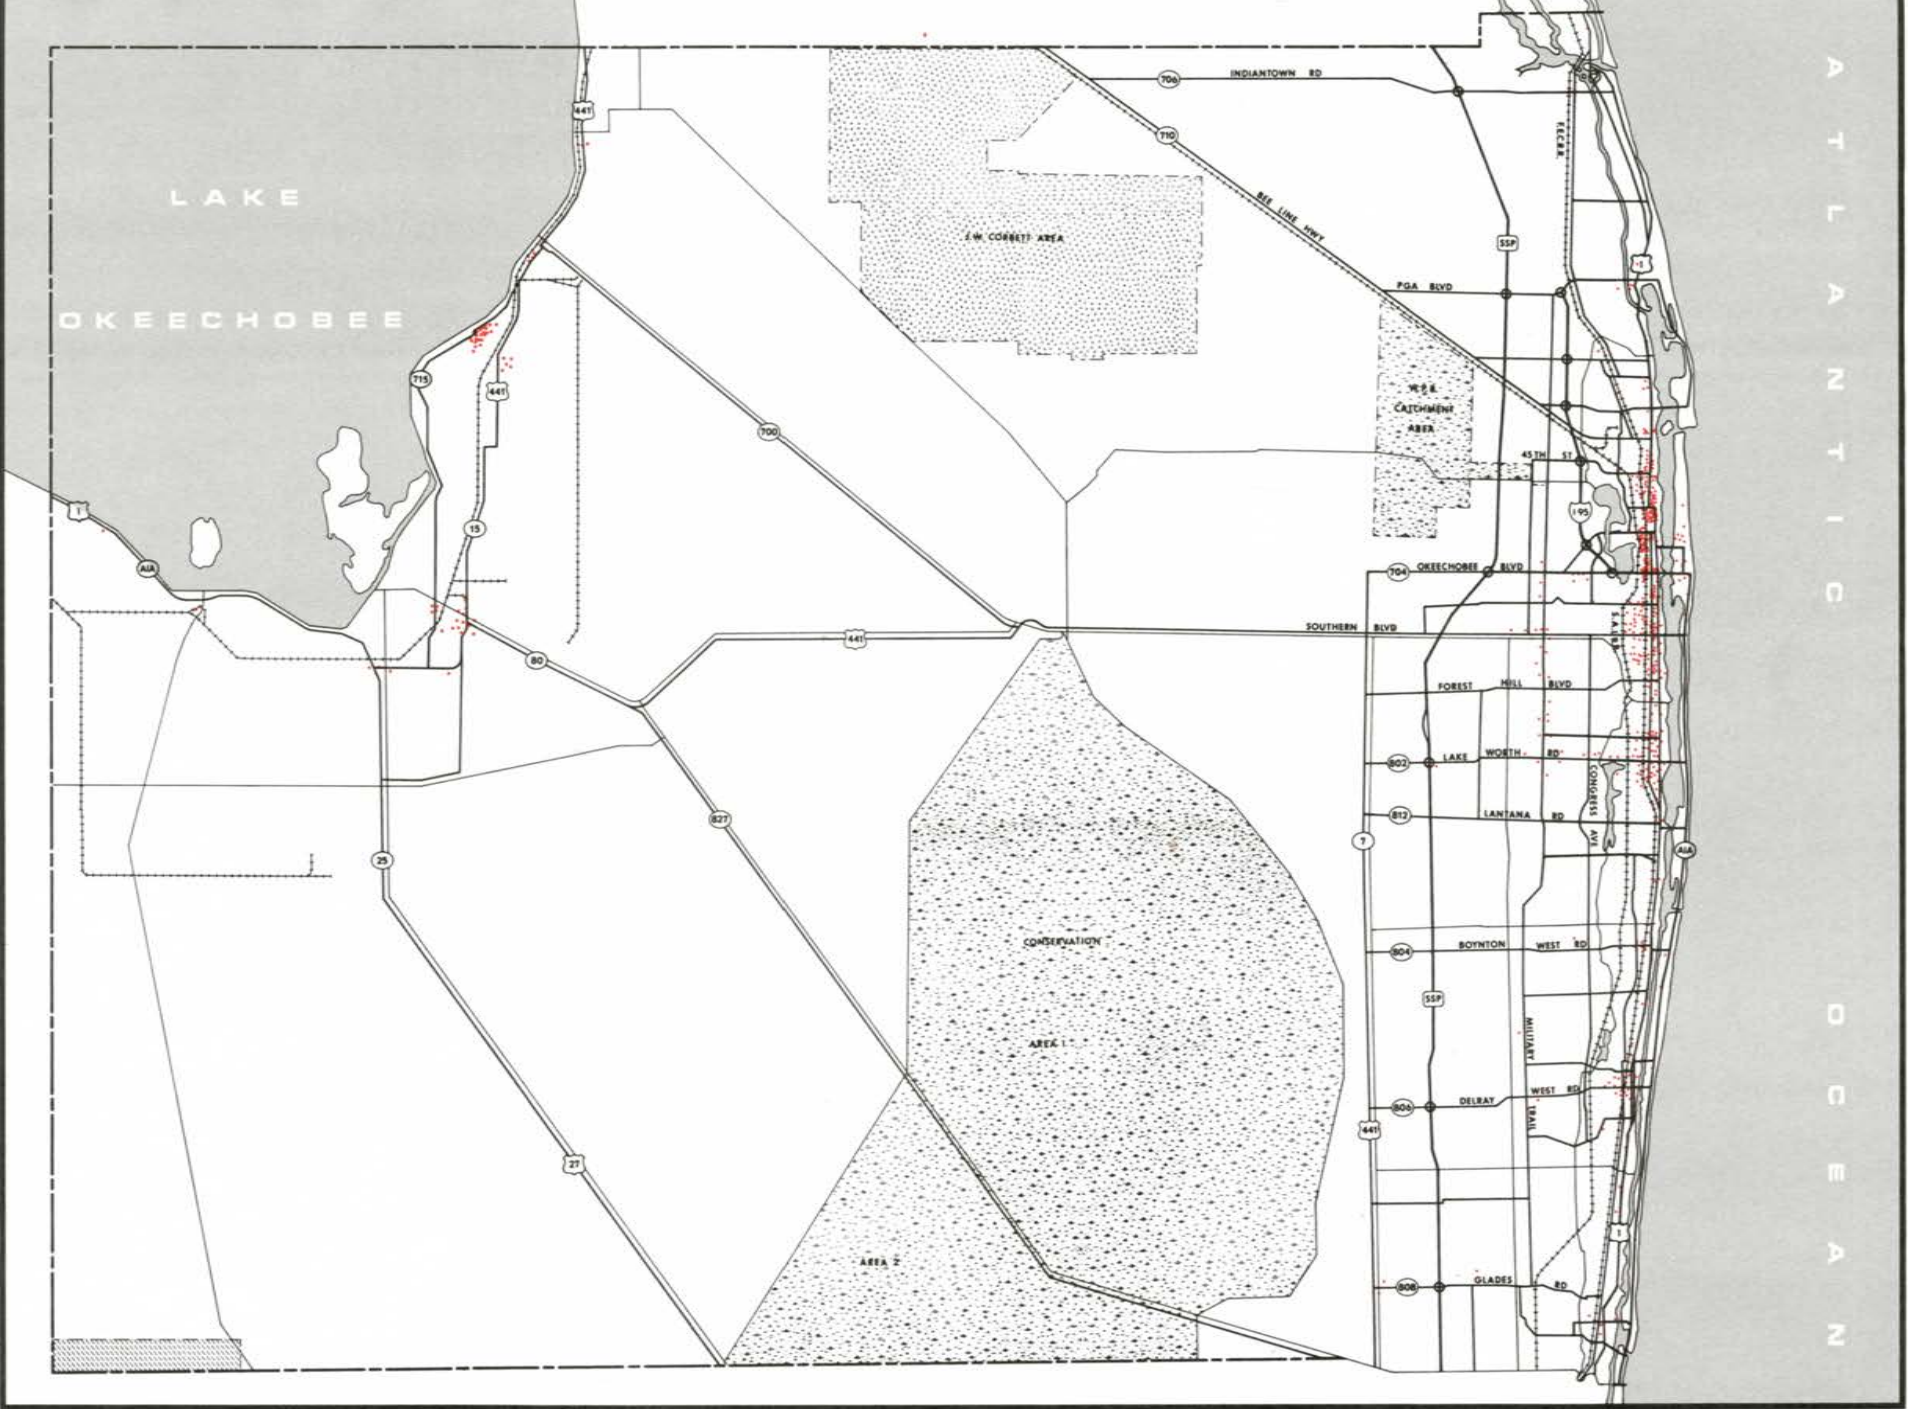 LAKE
OKEECHOBEE
ATLANTIC
OCEAN
441
706
INDIANTOWN RD
710
F.E.C.R.R.
BEE LINE HWY
J.W. CORBETT AREA
SSP
1
PGA BLVD
715
441
W.P.B.
CATCHMENT
AREA
700
45TH ST
1
15
I 95
A1A
704
OKEECHOBEE BLVD
SOUTHERN BLVD
441
80
FOREST HILL BLVD
802
LAKE WORTH RD
CONGRESS AVE
812
LANTANA RD
827
7
A1A
25
CONSERVATION
804
BOYNTON WEST RD
SSP
AREA 1
MILITARY TRAIL
806
DELRAY WEST RD
441
27
1
AREA 2
808
GLADES RD